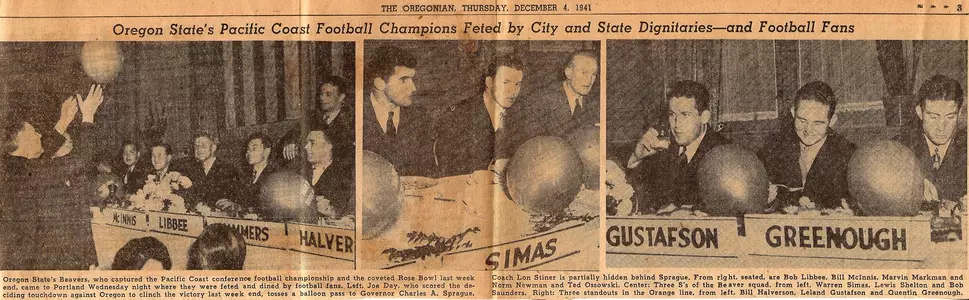 THE OREGONIAN, THURSDAY, DECEMBER 4, 1941
3
Oregon State's Pacific Coast Football Champions Feted by City and State Dignitaries—and Football Fans
McINNIS LIBBEE MMERS HALVER
SIMAS
GUSTAFSON GREENOUGH
Oregon State's Beavers, who captured the Pacific Coast conference football championship and the coveted Rose Bowl last week
end, came to Portland Wednesday night where they were feted and dined by football fans. Left, Joe Day, who scored the de-
ciding touchdown against Oregon to clinch the victory last week end, tosses a balloon pass to Governor Charles A. Sprague.
Coach Lon Stiner is partially hidden behind Sprague. From right, seated, are Bob Libbee, Bill McInnis, Marvin Markman and
Norm Newman and Ted Ossowski. Center: Three S's of the Beaver squad, from left, Warren Simas, Lewis Shelton and Bob
Saunders. Right: Three standouts in the Orange line, from left, Bill Halverson, Leland Gustafson and Quentin Greenough.